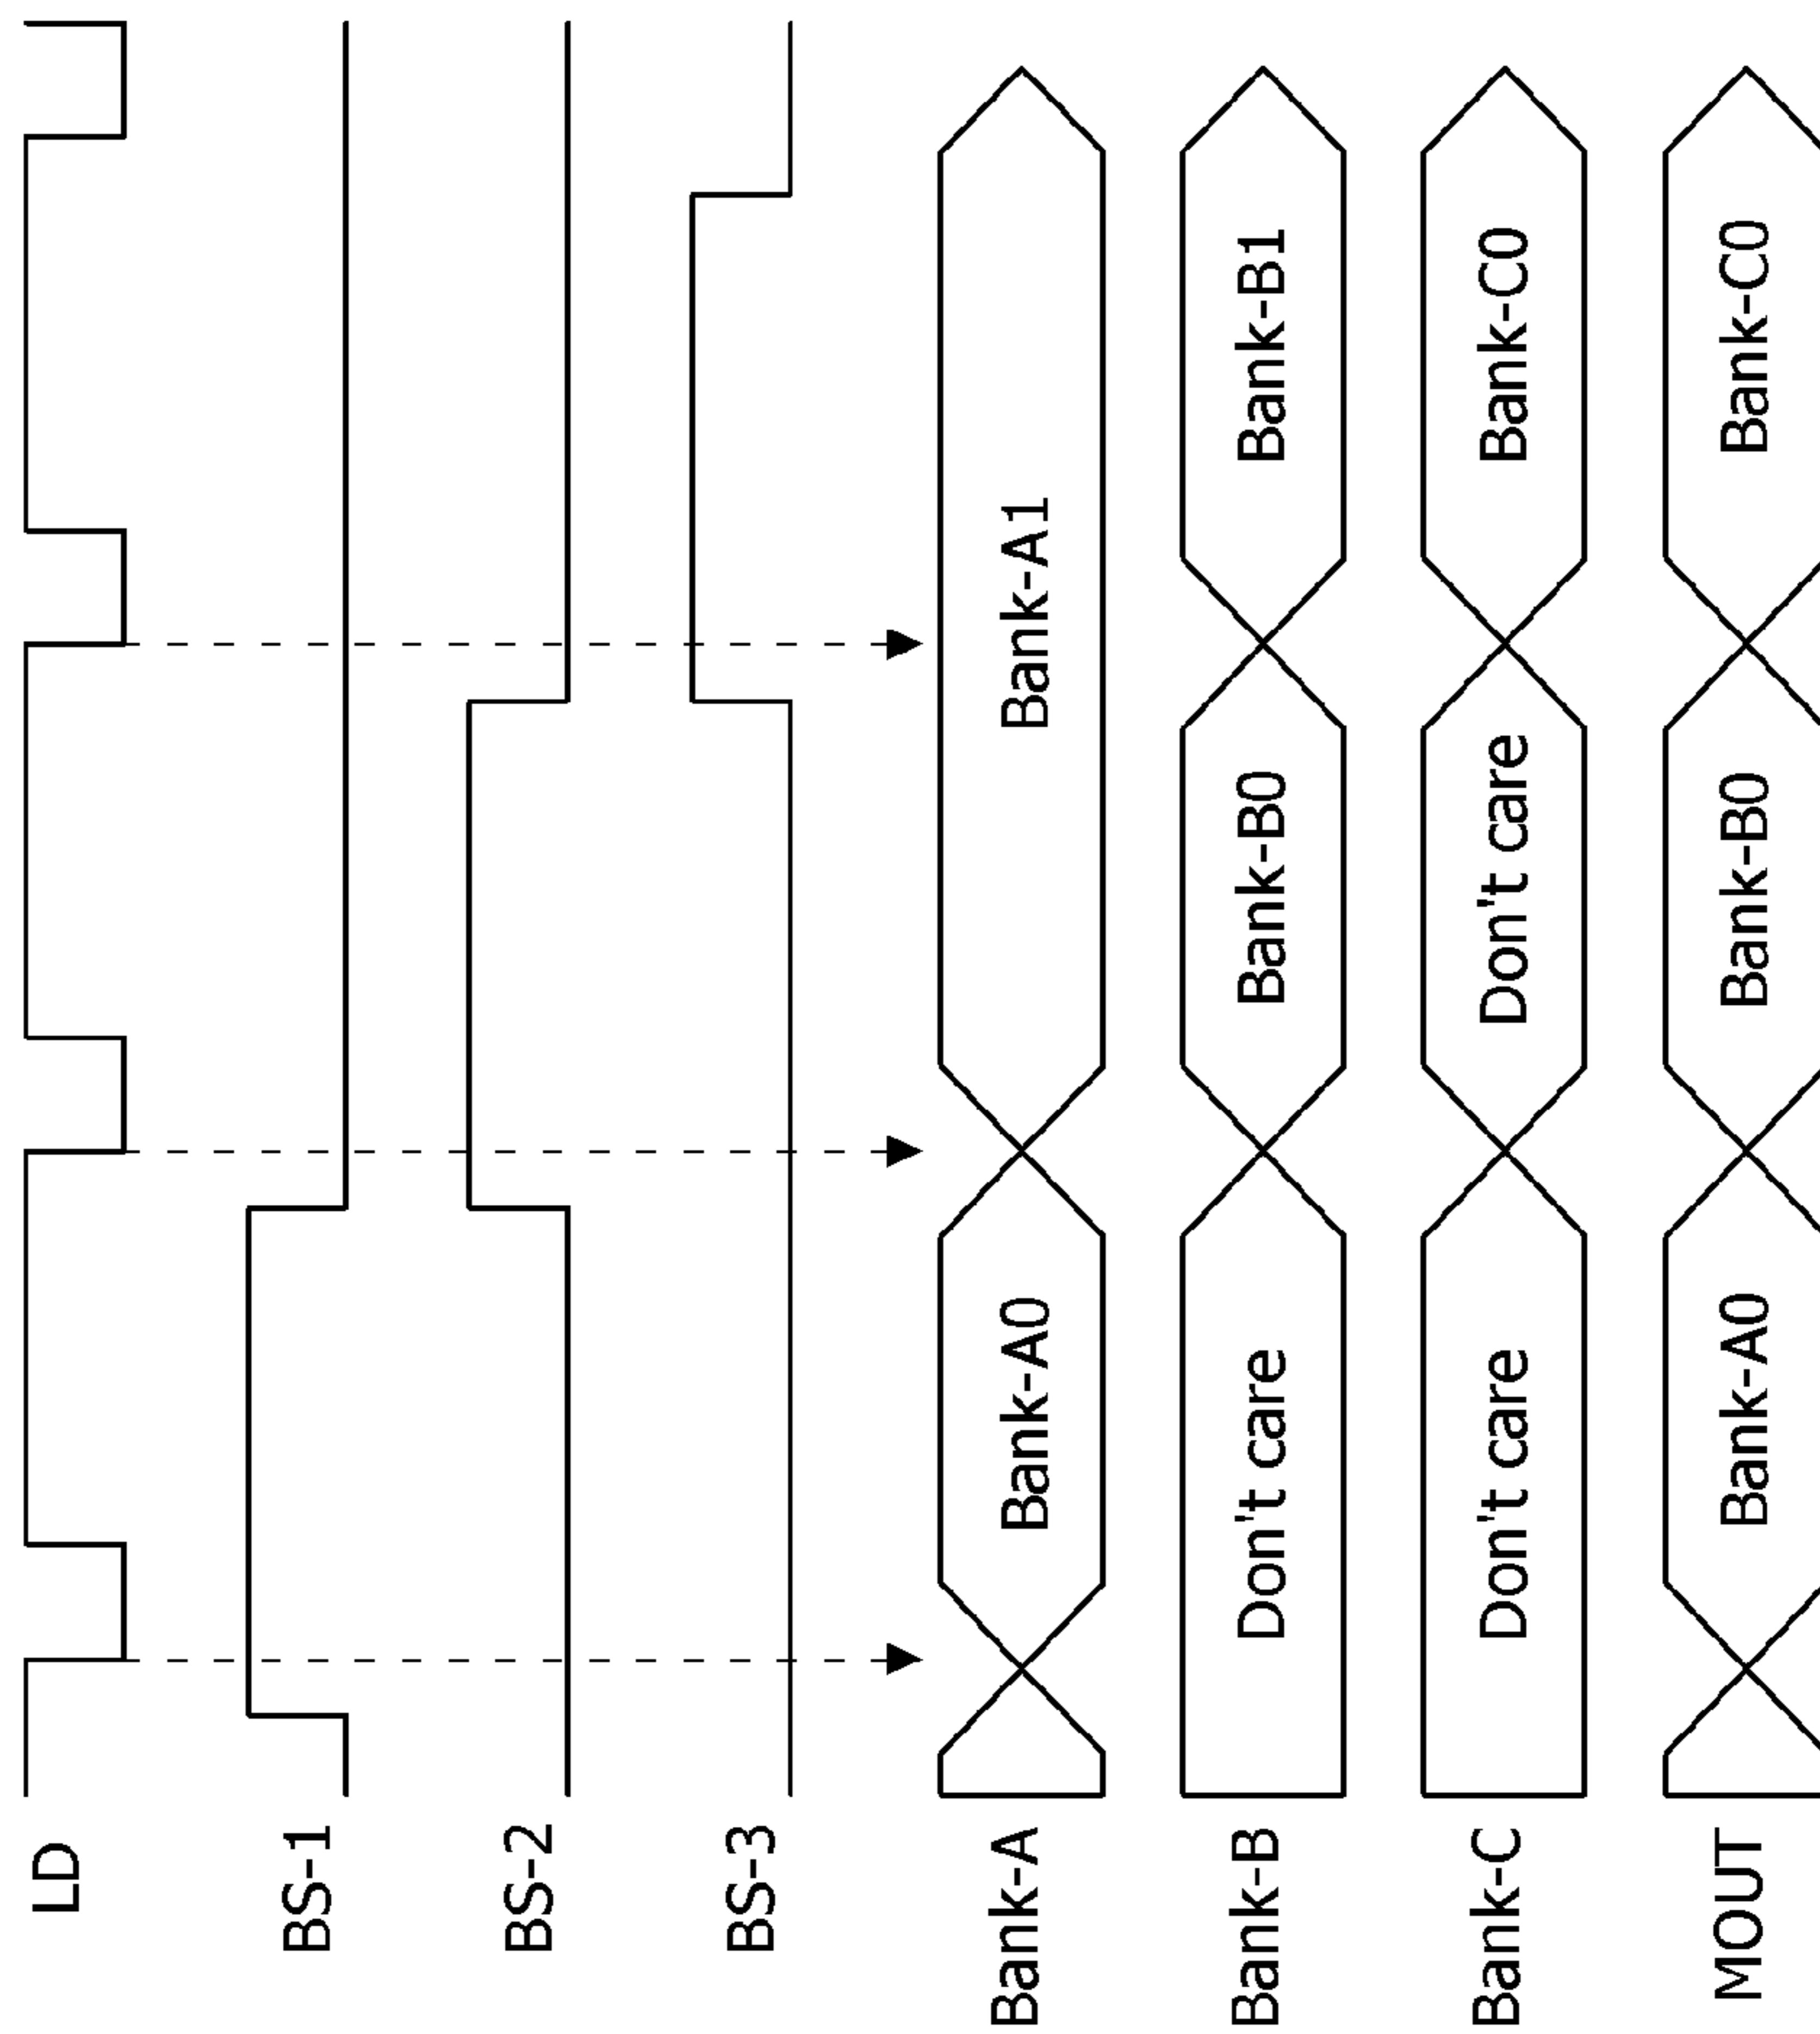 LD
BS-1
BS-2
BS-3
Bank-A Bank-A0 Bank-A1
Bank-B Don't care Bank-B0 Bank-B1
Bank-C Don't care Don't care Bank-C0
MOUT Bank-A0 Bank-B0 Bank-C0